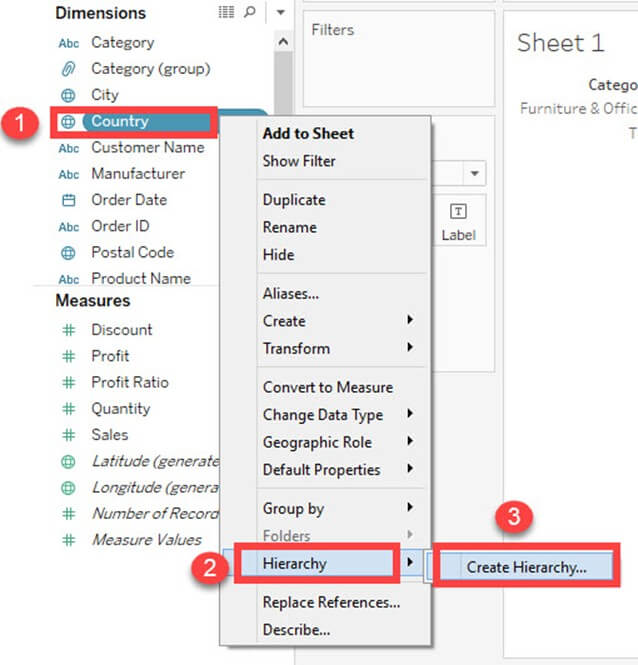 Dimensions
Abc Category
Category (group)
City
1
Country
Abc Customer Name
Abc Manufacturer
Order Date
Abc Order ID
Postal Code
Abc Product Name
Measures
# Discount
# Profit
# Profit Ratio
# Quantity
# Sales
Latitude (generate
Longitude (genera
# Number of Record
# Measure Values
Filters
T
Label
Sheet 1
Catego
Furniture & Offic
T
Add to Sheet
Show Filter
Duplicate
Rename
Hide
Aliases...
Create
Transform
Convert to Measure
Change Data Type
Geographic Role
Default Properties
Group by
Folders
2
Hierarchy
Replace References...
Describe...
3
Create Hierarchy...